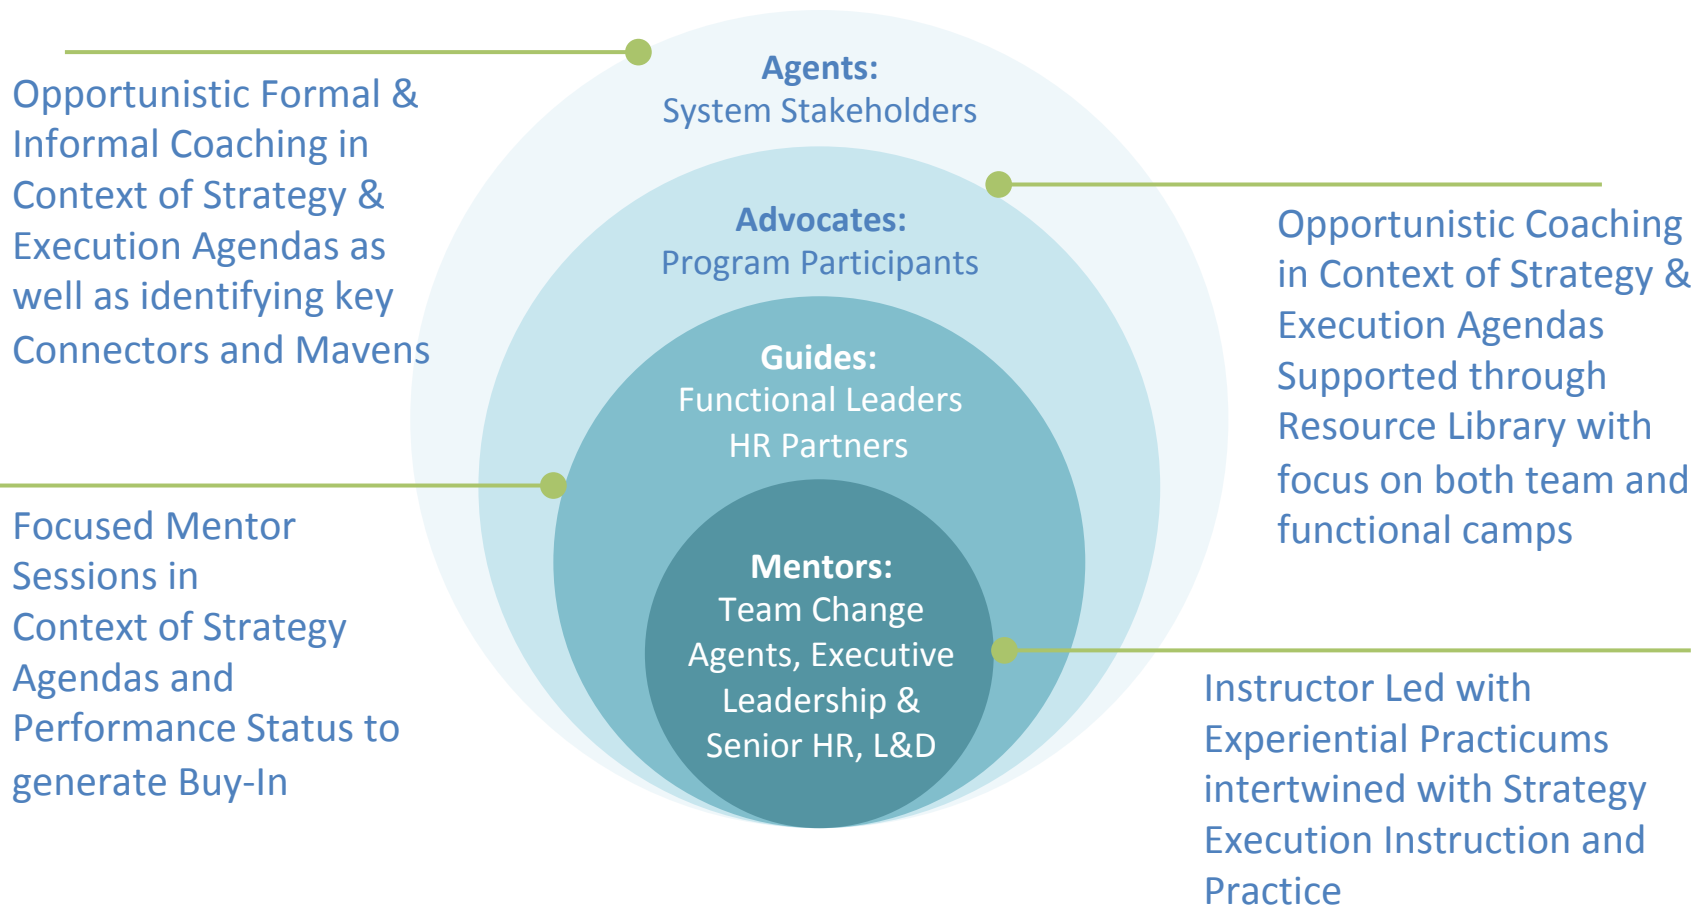 Agents:
System Stakeholders
Opportunistic Formal &
Informal Coaching in
Context of Strategy &
Execution Agendas as
well as identifying key
Connectors and Mavens
Advocates:
Program Participants
Opportunistic Coaching
in Context of Strategy &
Execution Agendas
Supported through
Resource Library with
focus on both team and
functional camps
Guides:
Functional Leaders
HR Partners
Focused Mentor
Sessions in
Context of Strategy
Agendas and
Performance Status to
generate Buy-In
Mentors:
Team Change
Agents, Executive
Leadership &
Senior HR, L&D
Instructor Led with
Experiential Practicums
intertwined with Strategy
Execution Instruction and
Practice